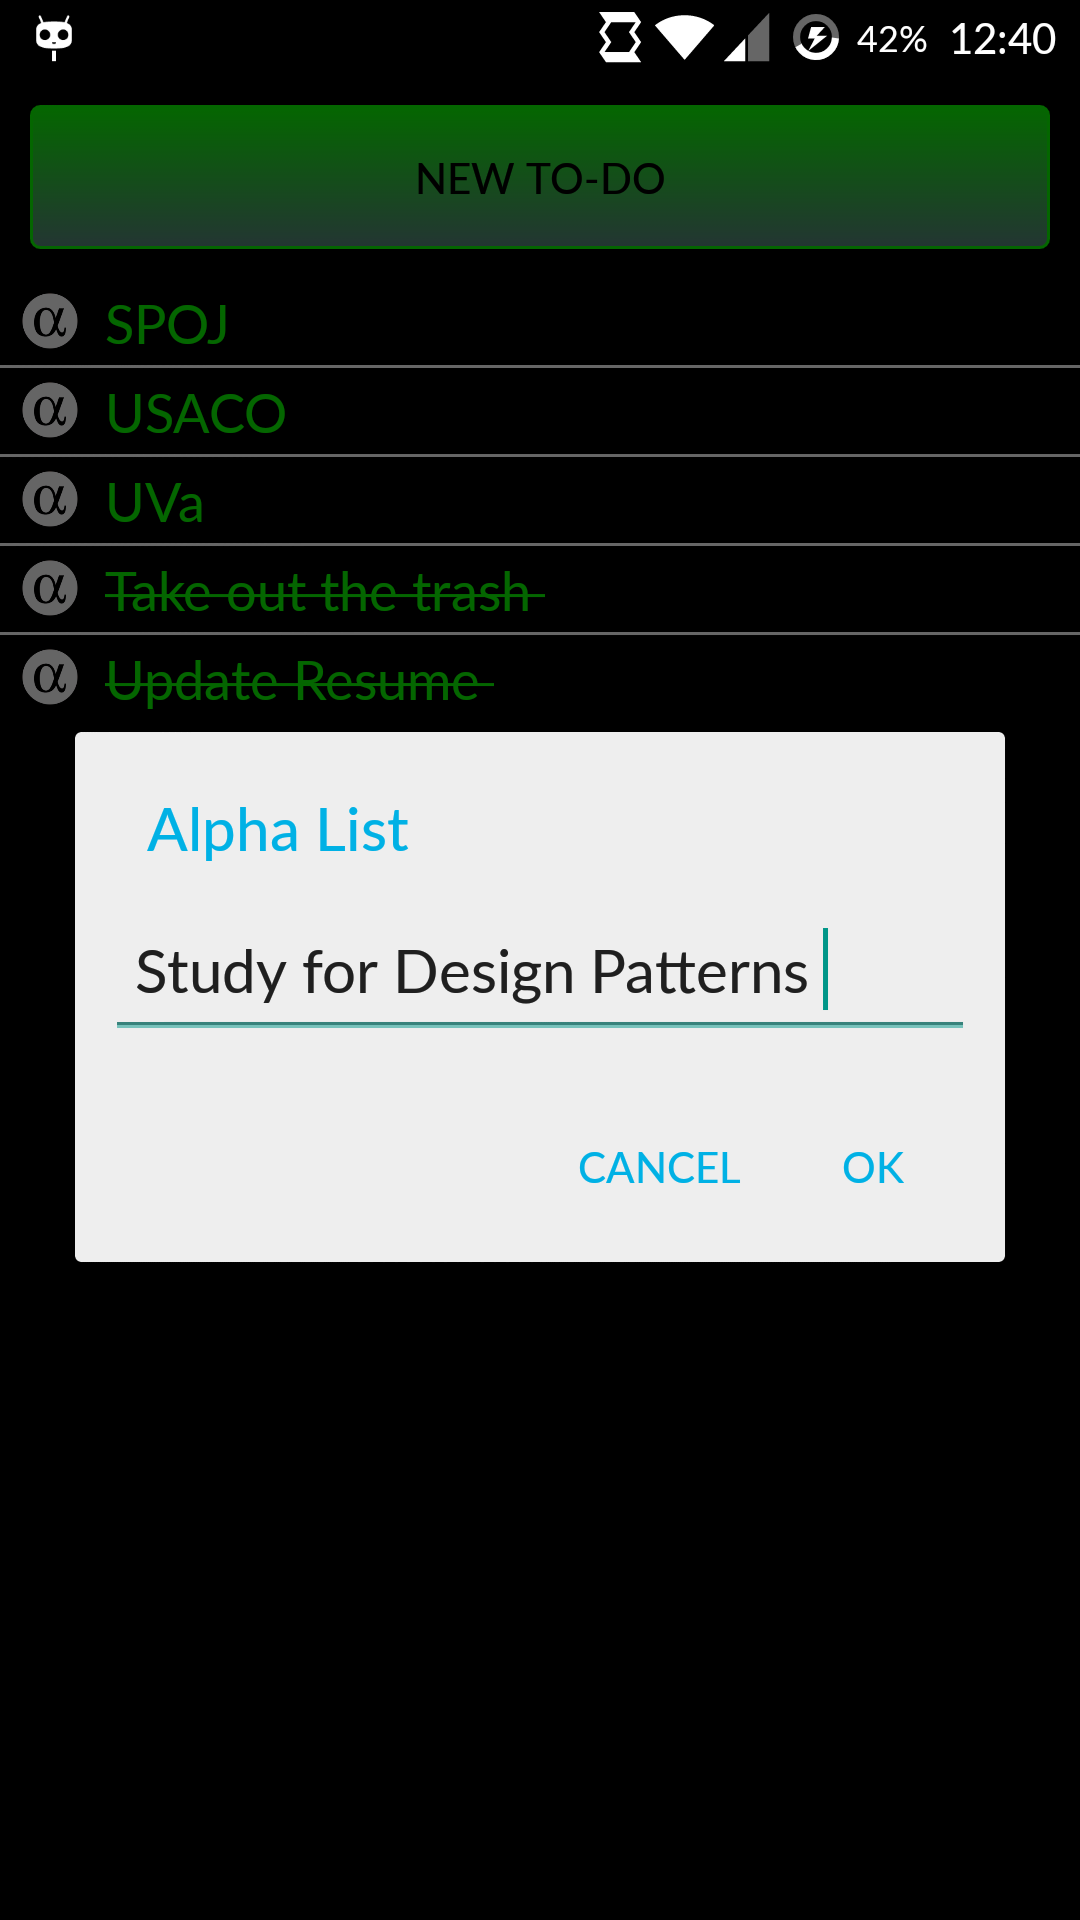 42% 12:40
NEW TO-DO
α SPOJ
α USACO
α UVa
α Take out the trash
α Update Resume
Alpha List
Study for Design Patterns
CANCEL OK